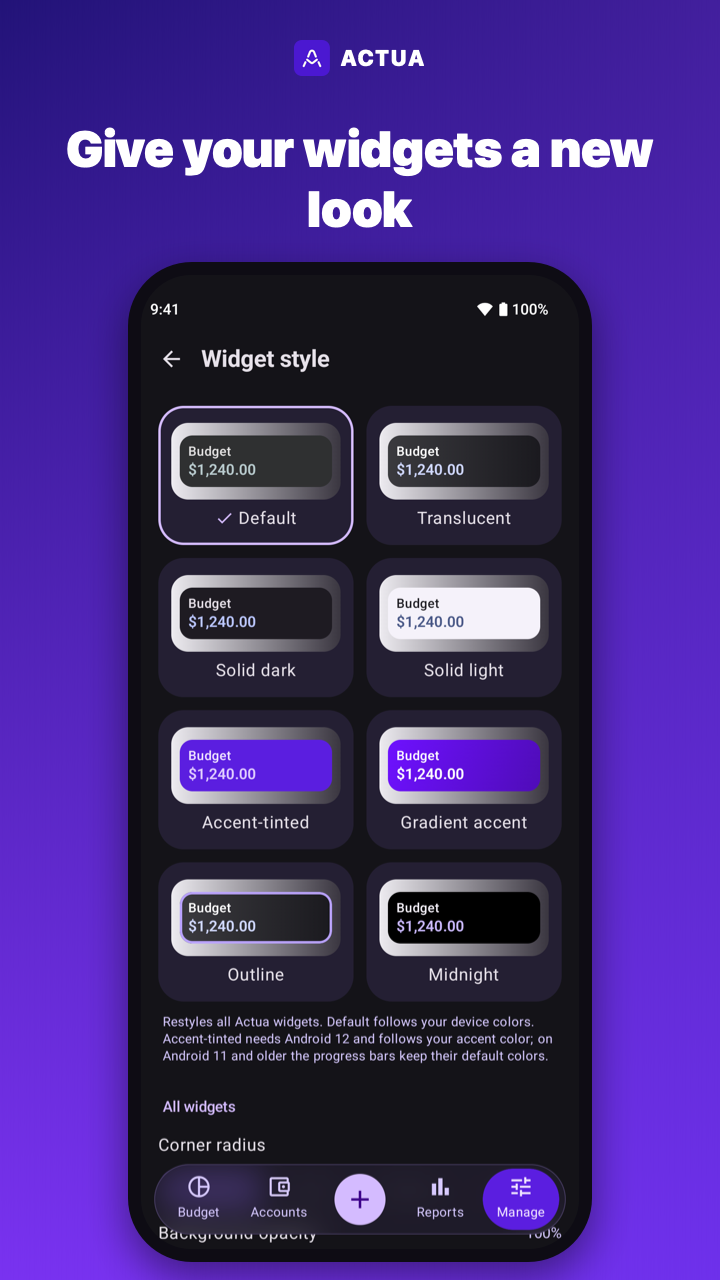 ACTUA
Give your widgets a new
look
9:41
100%
Widget style
Budget
$1,240.00
Default
Budget
$1,240.00
Translucent
Budget
$1,240.00
Solid dark
Budget
$1,240.00
Solid light
Budget
$1,240.00
Accent-tinted
Budget
$1,240.00
Gradient accent
Budget
$1,240.00
Outline
Budget
$1,240.00
Midnight
Restyles all Actua widgets. Default follows your device colors.
Accent-tinted needs Android 12 and follows your accent color; on
Android 11 and older the progress bars keep their default colors.
All widgets
Corner radius
Budget
Accounts
Reports
Manage
Background opacity
100%